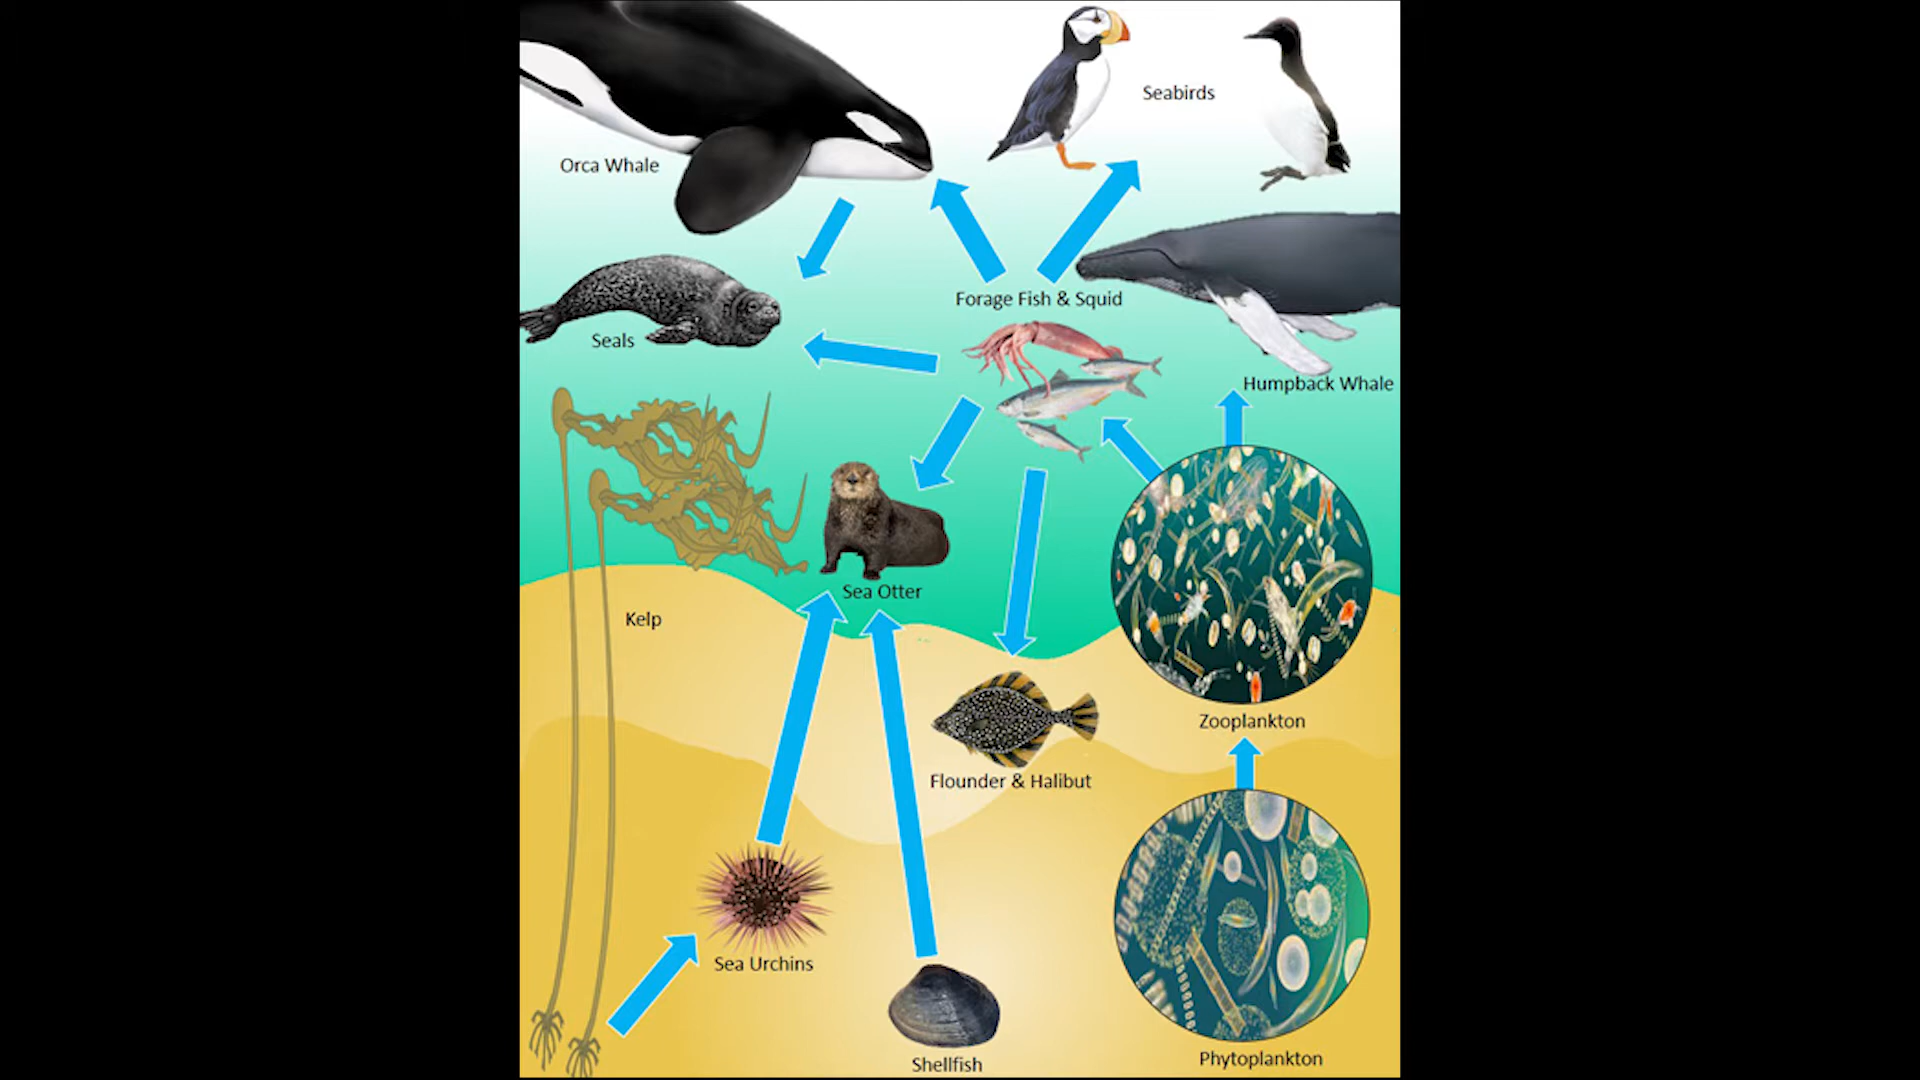 Seabirds
Orca Whale
Forage Fish & Squid
Seals
Humpback Whale
Sea Otter
Kelp
Zooplankton
Flounder & Halibut
Sea Urchins
Shellfish
Phytoplankton